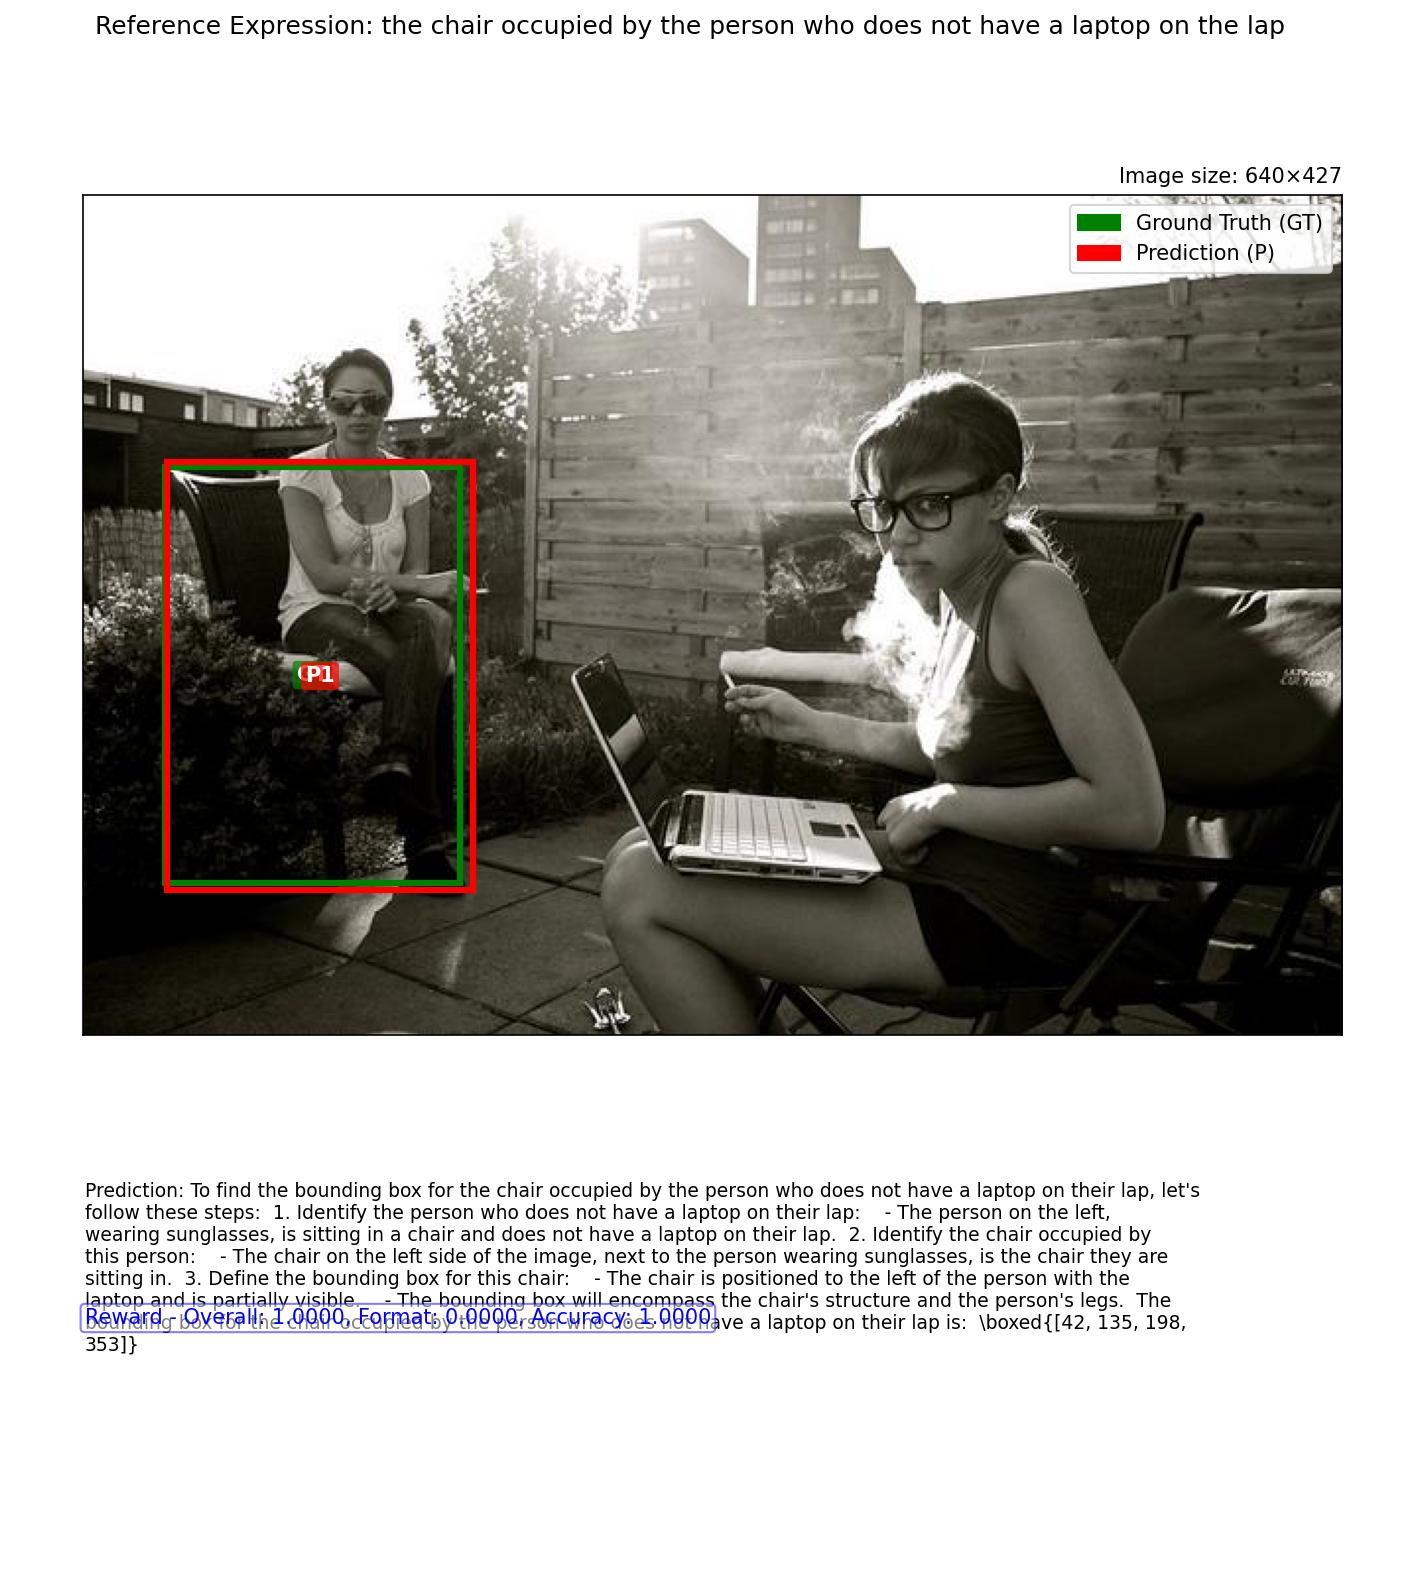 Reference Expression: the chair occupied by the person who does not have a laptop on the lap
Image size: 640×427
Ground Truth (GT)
Prediction (P)
P1
Prediction: To find the bounding box for the chair occupied by the person who does not have a laptop on their lap, let's
follow these steps:  1. Identify the person who does not have a laptop on their lap:    - The person on the left,
wearing sunglasses, is sitting in a chair and does not have a laptop on their lap.  2. Identify the chair occupied by
this person:    - The chair on the left side of the image, next to the person wearing sunglasses, is the chair they are
sitting in.  3. Define the bounding box for this chair:    - The chair is positioned to the left of the person with the
laptop and is partially visible.    - The bounding box will encompass the chair's structure and the person's legs.  The
Reward - Overall: 1.0000, Format: 0.0000, Accuracy: 1.0000
bounding box for the chair occupied by the person who does not have a laptop on their lap is:  \boxed{[42, 135, 198,
353]}